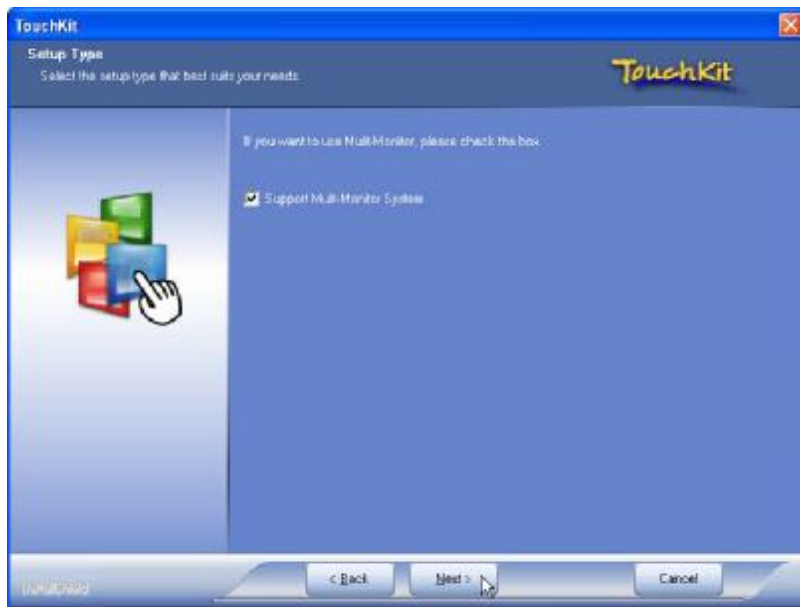 TouchKit
Setup Type
Select the setup type that best suits your needs.
TouchKit
If you want to use Multi-Monitor, please check the box
Support Multi-Monitor System
< Back
Next >
Cancel
InstallShield